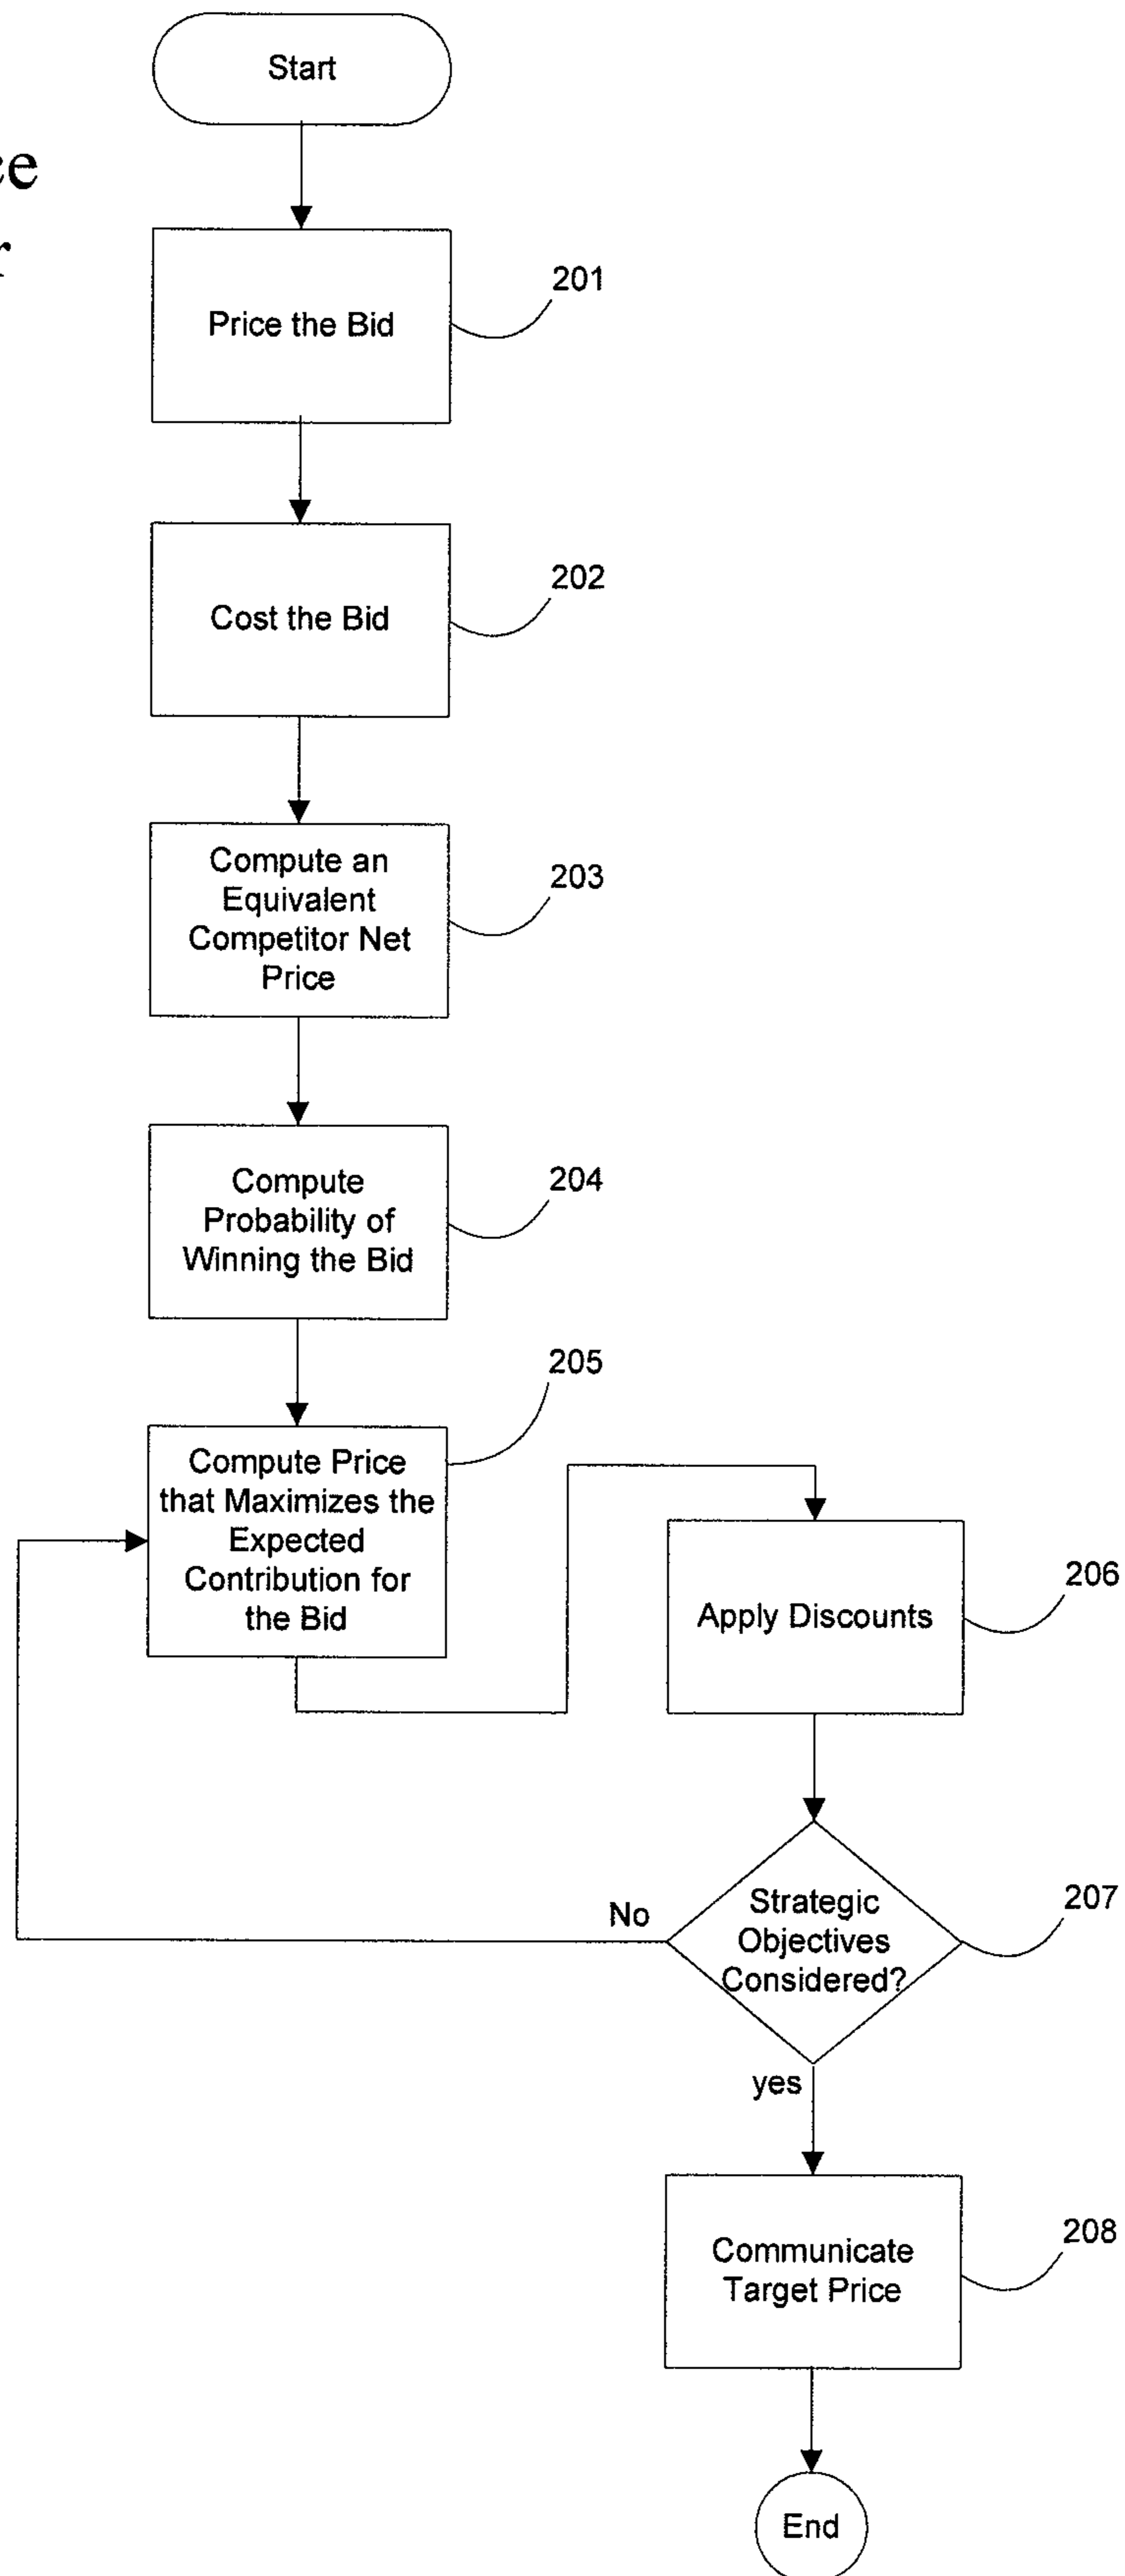 Start
Price the Bid
201
Cost the Bid
202
Compute an
Equivalent
Competitor Net
Price
203
Compute
Probability of
Winning the Bid
204
Compute Price
that Maximizes the
Expected
Contribution for
the Bid
205
Apply Discounts
206
Strategic
Objectives
Considered?
207
No
yes
Communicate
Target Price
208
End